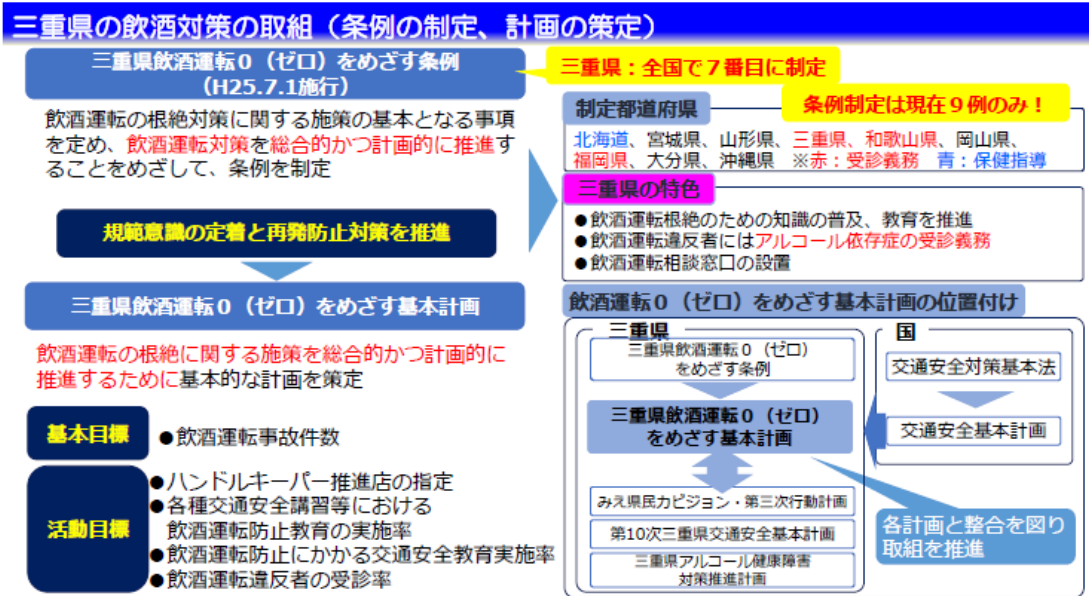 三重県の飲酒対策の取組（条例の制定、計画の策定）
三重県飲酒運転０（ゼロ）をめざす条例
（H25.7.1施行）
三重県：全国で７番目に制定
飲酒運転の根絶対策に関する施策の基本となる事項
を定め、飲酒運転対策を総合的かつ計画的に推進す
ることをめざして、条例を制定
制定都道府県
条例制定は現在９例のみ！
北海道、宮城県、山形県、三重県、和歌山県、岡山県、
福岡県、大分県、沖縄県　※赤：受診義務　青：保健指導
三重県の特色
●飲酒運転根絶のための知識の普及、教育を推進
●飲酒運転違反者にはアルコール依存症の受診義務
●飲酒運転相談窓口の設置
規範意識の定着と再発防止対策を推進
三重県飲酒運転０（ゼロ）をめざす基本計画
飲酒運転の根絶に関する施策を総合的かつ計画的に
推進するために基本的な計画を策定
基本目標
●飲酒運転事故件数
活動目標
●ハンドルキーパー推進店の指定
●各種交通安全講習等における
飲酒運転防止教育の実施率
●飲酒運転防止にかかる交通安全教育実施率
●飲酒運転違反者の受診率
飲酒運転０（ゼロ）をめざす基本計画の位置付け
三重県
三重県飲酒運転０（ゼロ）
をめざす条例
三重県飲酒運転０（ゼロ）
をめざす基本計画
みえ県民力ビジョン・第三次行動計画
第10次三重県交通安全基本計画
三重県アルコール健康障害
対策推進計画
国
交通安全対策基本法
交通安全基本計画
各計画と整合を図り
取組を推進